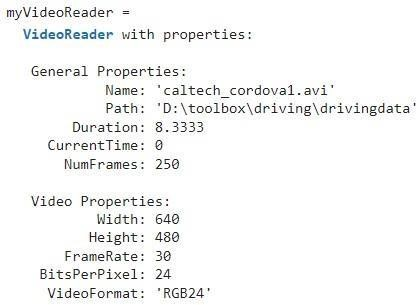 myVideoReader =
VideoReader with properties:
General Properties:
Name: 'caltech_cordova1.avi'
Path: 'D:\toolbox\driving\drivingdata'
Duration: 8.3333
CurrentTime: 0
NumFrames: 250
Video Properties:
Width: 640
Height: 480
FrameRate: 30
BitsPerPixel: 24
VideoFormat: 'RGB24'